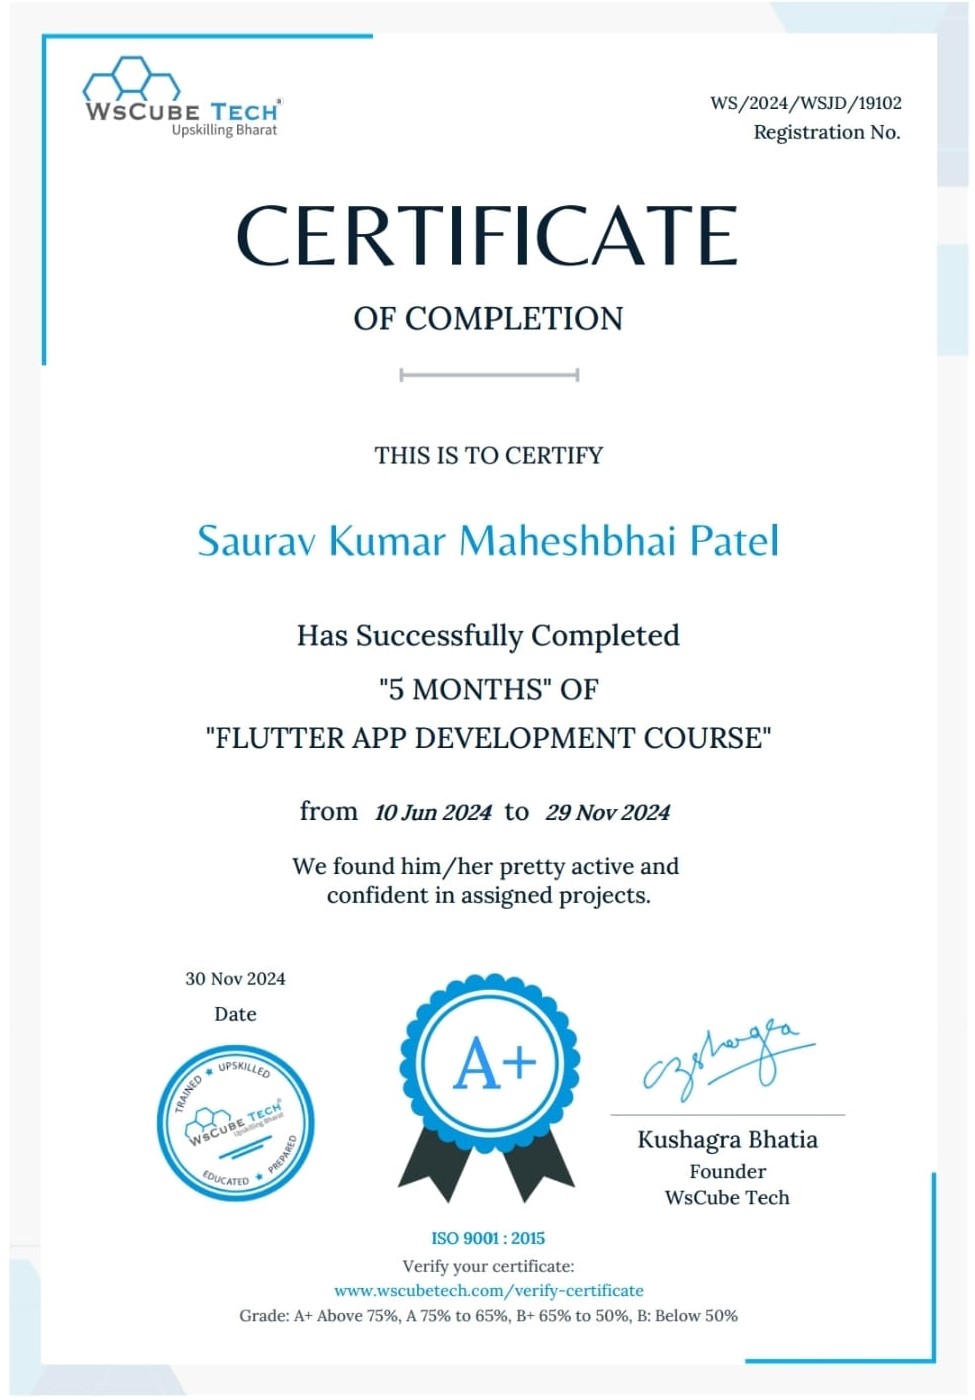 WsCube Tech
Upskilling Bharat
WS/2024/WSJD/19102
Registration No.
CERTIFICATE
OF COMPLETION
THIS IS TO CERTIFY
Saurav Kumar Maheshbhai Patel
Has Successfully Completed
"5 MONTHS" OF
"FLUTTER APP DEVELOPMENT COURSE"
from 10 Jun 2024 to 29 Nov 2024
We found him/her pretty active and
confident in assigned projects.
30 Nov 2024
Date
TRAINED ★ UPSKILLED
WsCube Tech
Upskilling Bharat
EDUCATED ★ PREPARED
A+
Kushagra Bhatia
Founder
WsCube Tech
ISO 9001 : 2015
Verify your certificate:
www.wscubetech.com/verify-certificate
Grade: A+ Above 75%, A 75% to 65%, B+ 65% to 50%, B: Below 50%